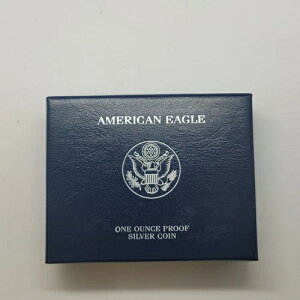 AMERICAN EAGLE
ONE OUNCE PROOF
SILVER COIN